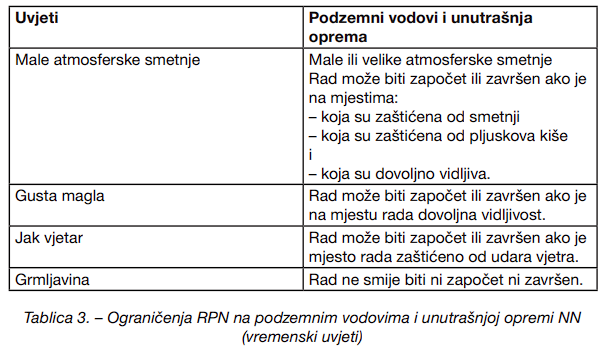 Uvjeti
Podzemni vodovi i unutrašnja
oprema
Male atmosferske smetnje
Male ili velike atmosferske smetnje
Rad može biti započet ili završen ako je
na mjestima:
– koja su zaštićena od smetnji
– koja su zaštićena od pljuskova kiše
i
– koja su dovoljno vidljiva.
Gusta magla
Rad može biti započet ili završen ako je
na mjestu rada dovoljna vidljivost.
Jak vjetar
Rad može biti započet ili završen ako je
mjesto rada zaštićeno od udara vjetra.
Grmljavina
Rad ne smije biti ni započet ni završen.
Tablica 3. – Ograničenja RPN na podzemnim vodovima i unutrašnjoj opremi NN
(vremenski uvjeti)